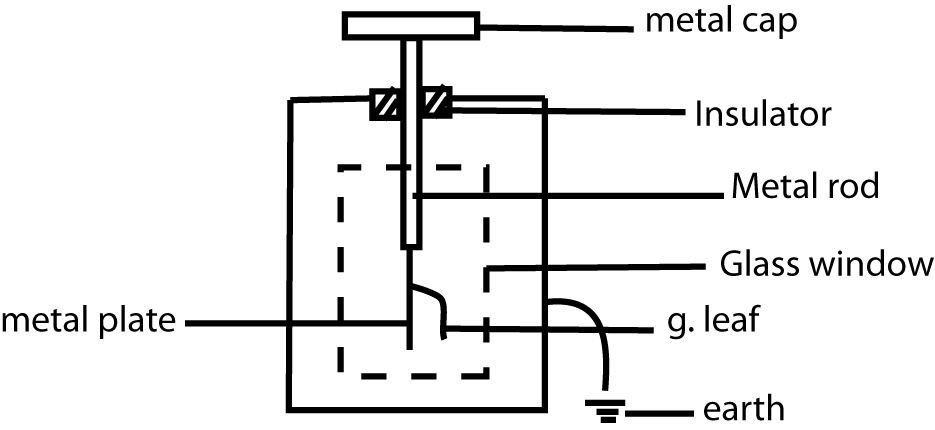 metal cap
Insulator
Metal rod
Glass window
metal plate
g. leaf
earth